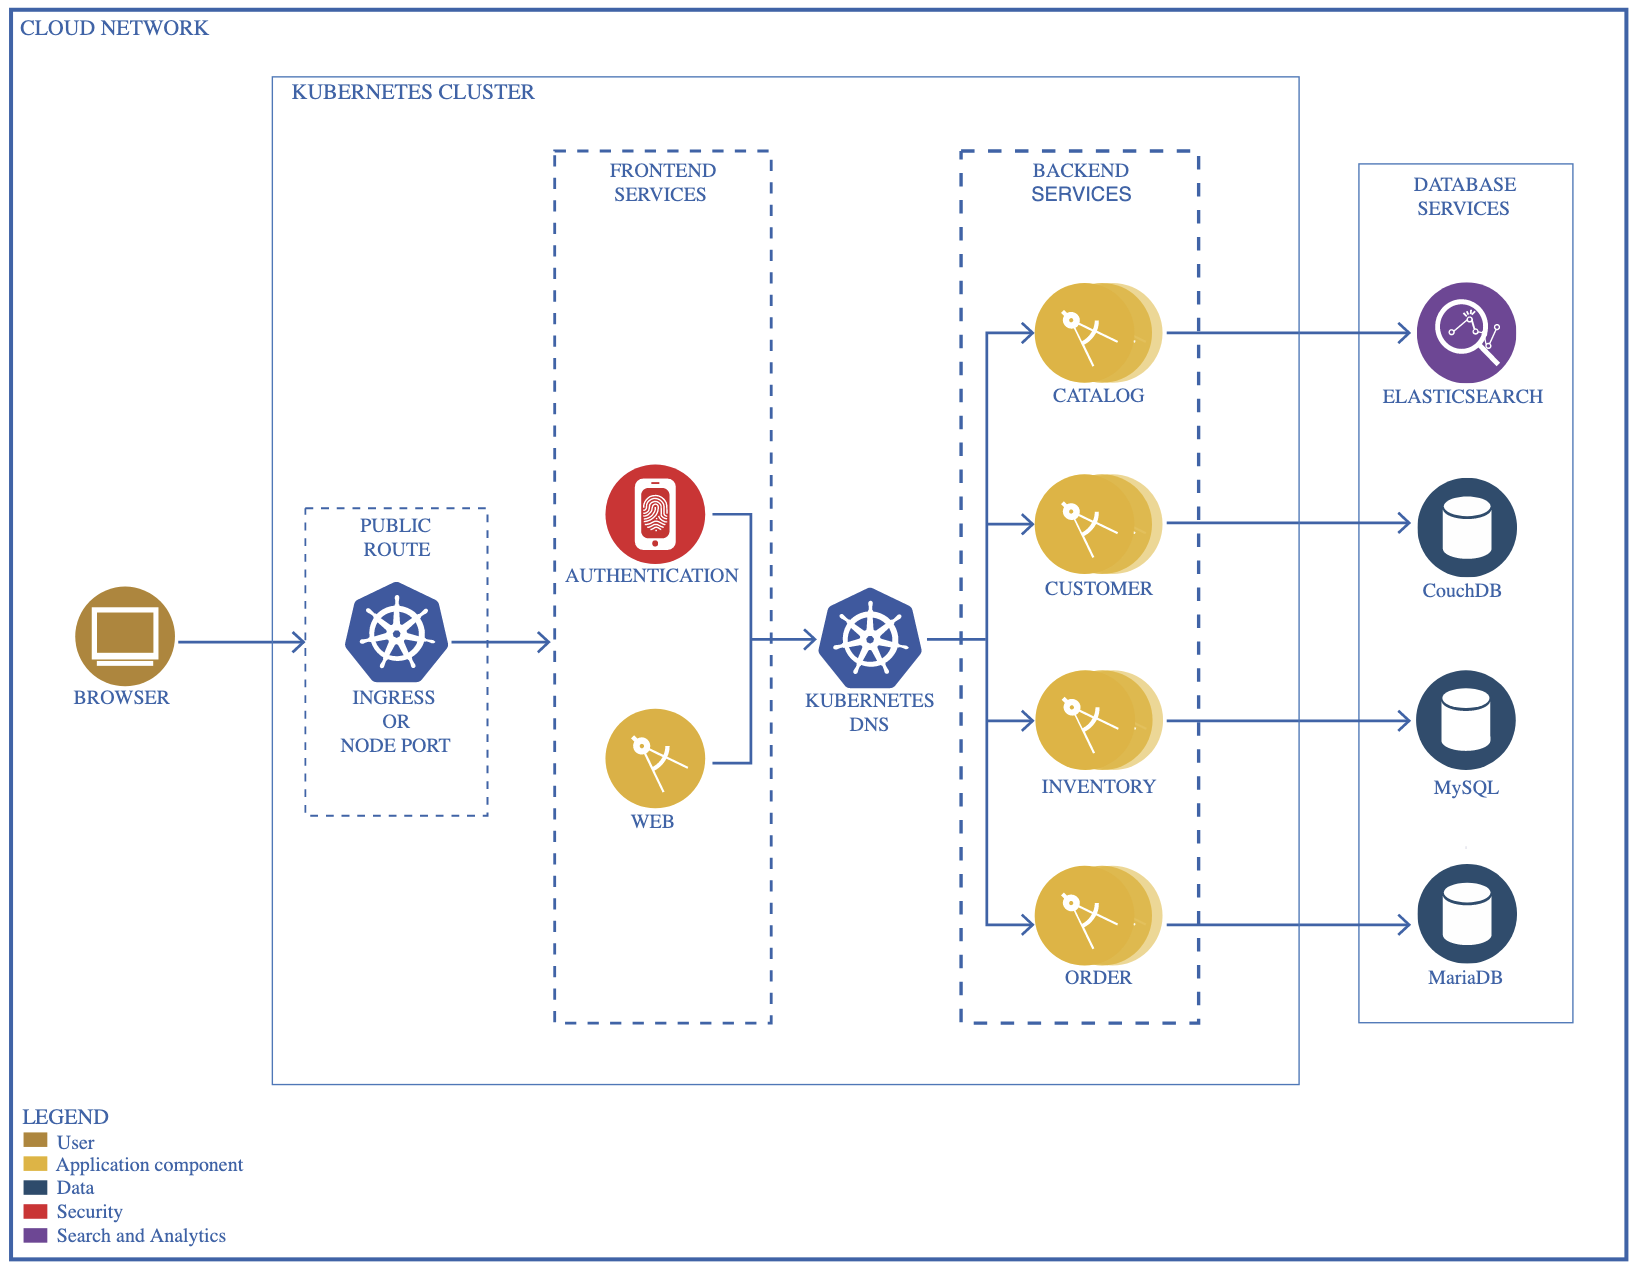 CLOUD NETWORK
KUBERNETES CLUSTER
FRONTEND
SERVICES
BACKEND
SERVICES
DATABASE
SERVICES
PUBLIC
ROUTE
BROWSER
INGRESS
OR
NODE PORT
AUTHENTICATION
WEB
KUBERNETES
DNS
CATALOG
CUSTOMER
INVENTORY
ORDER
ELASTICSEARCH
CouchDB
MySQL
MariaDB
LEGEND
User
Application component
Data
Security
Search and Analytics